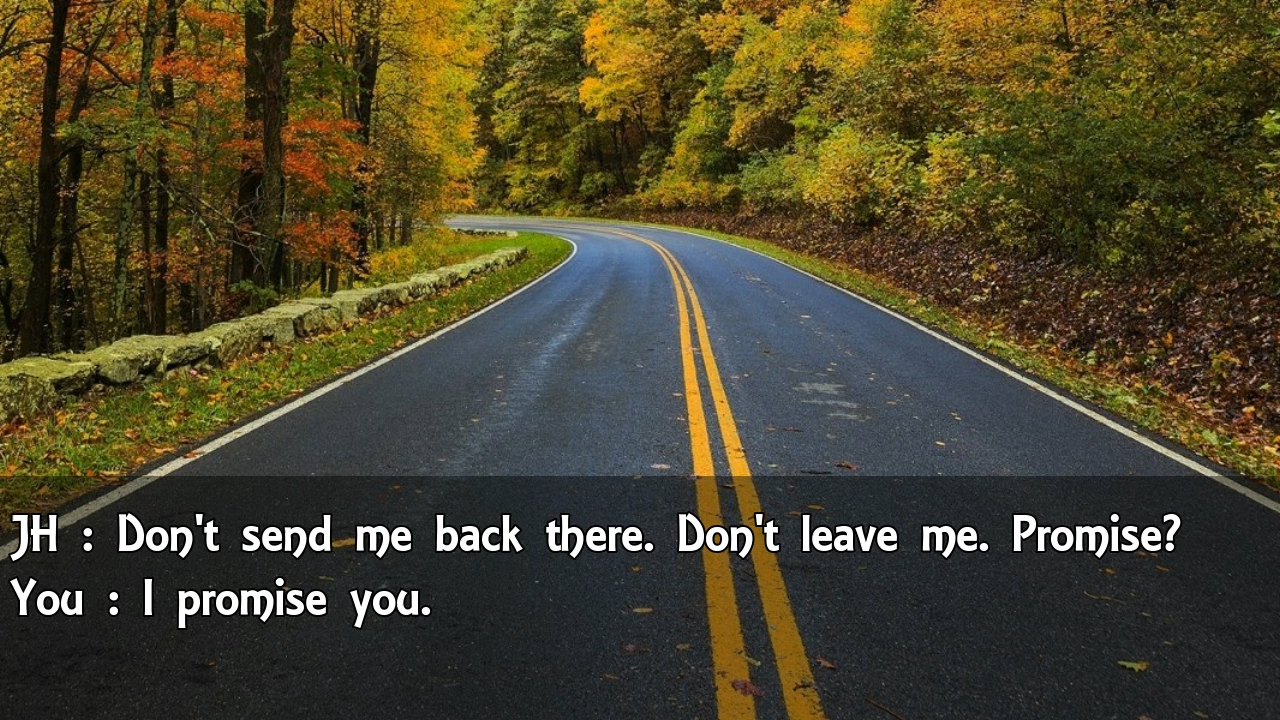 JH : Don't send me back there. Don't leave me. Promise?
You : I promise you.